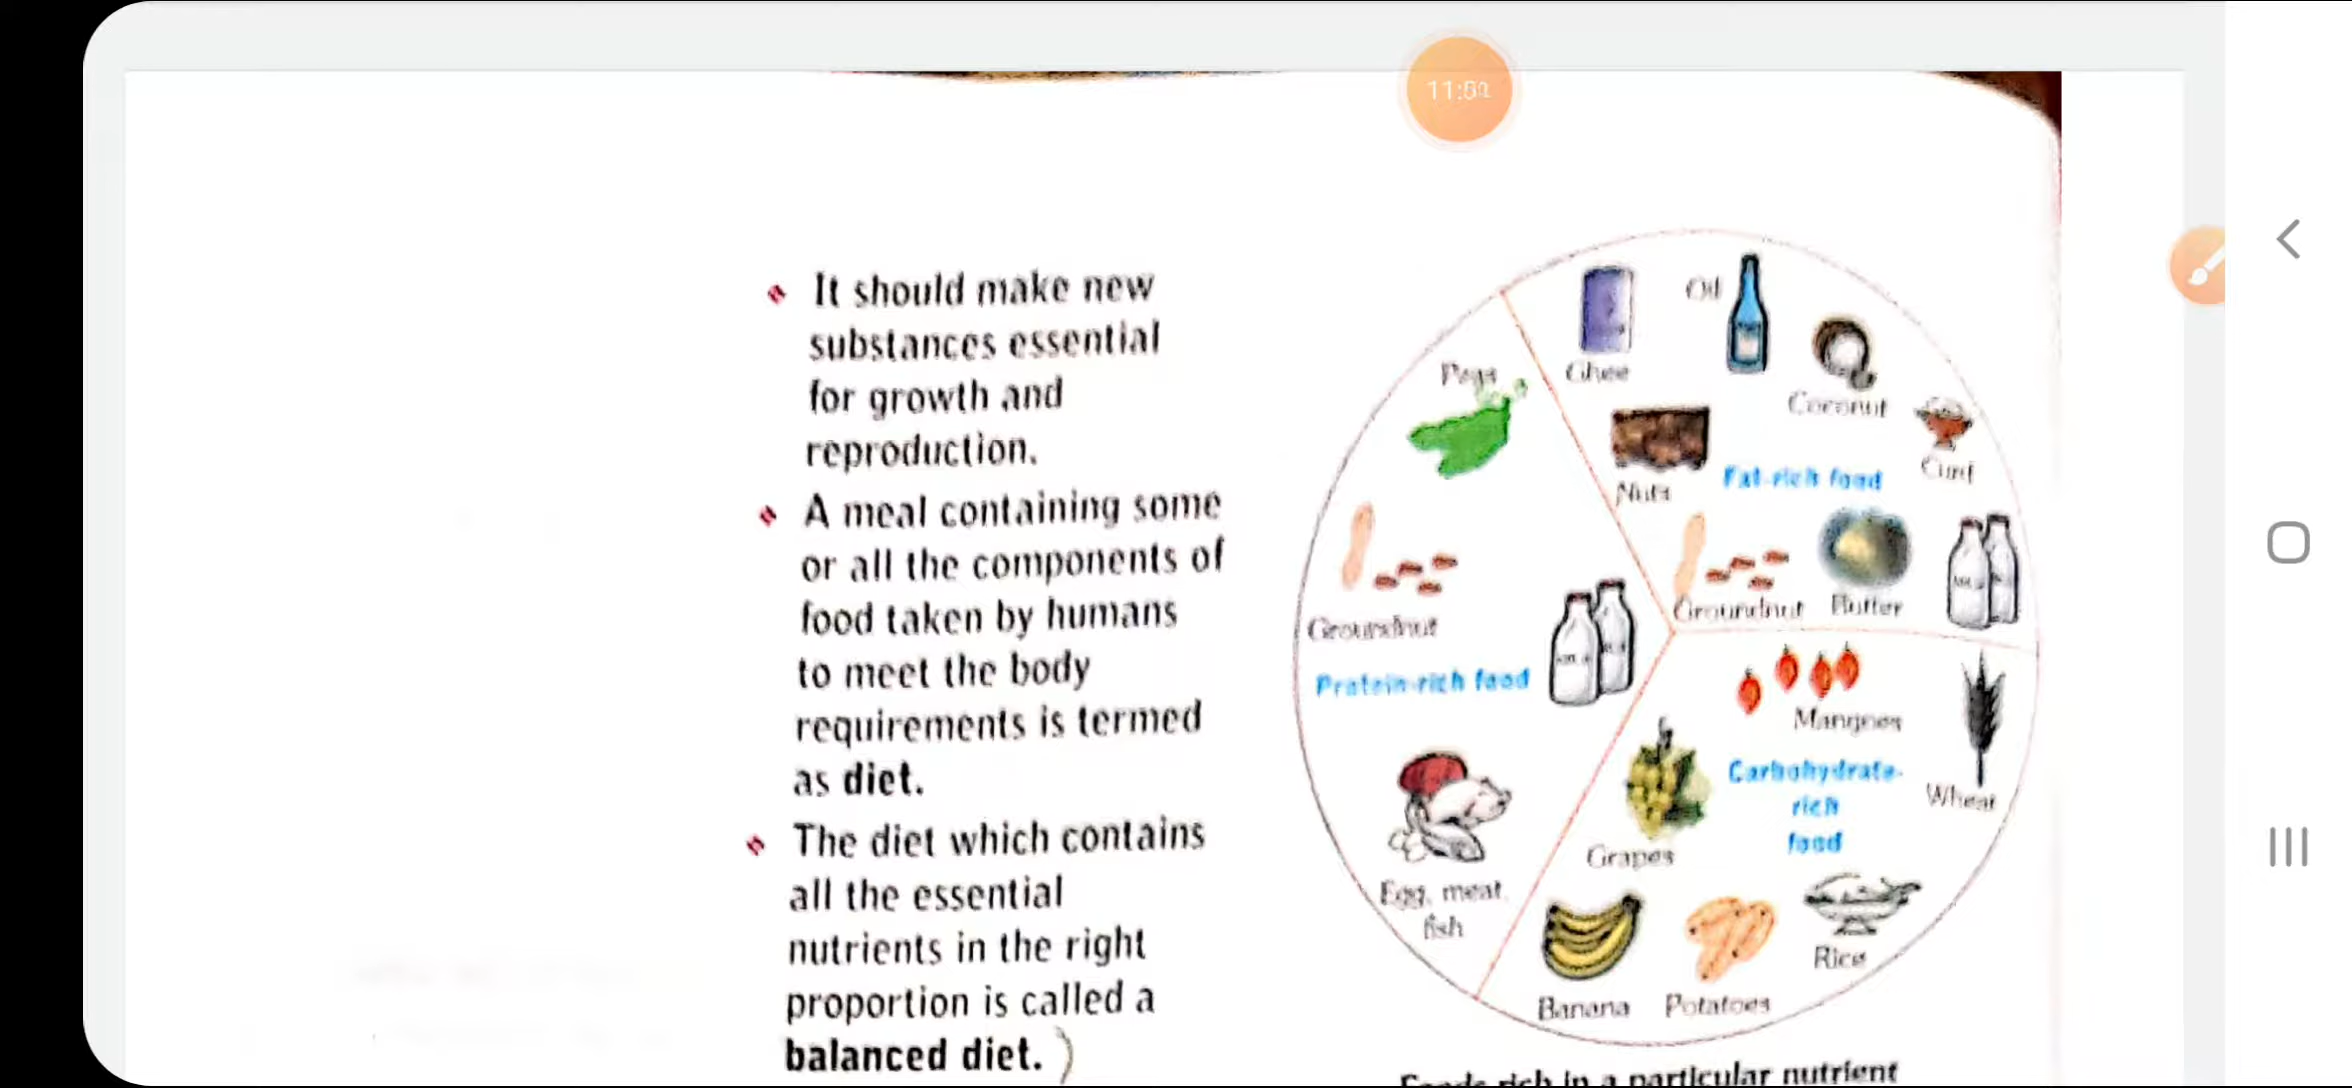 11:5
It should make new
substances essential
for growth and
reproduction.
A meal containing some
or all the components of
food taken by humans
to meet the body
requirements is termed
as diet.
The diet which contains
all the essential
nutrients in the right
proportion is called a
balanced diet. )
Oil
Peas
Ghee
Coconut
Curd
Nuts
Fat-rich food
Groundnut
Butter
Groundnut
Protein-rich food
Mangoes
Carbohydrate-
rich
food
Wheat
Grapes
Egg, meat,
fish
Rice
Banana
Potatoes
Foods rich in a particular nutrient